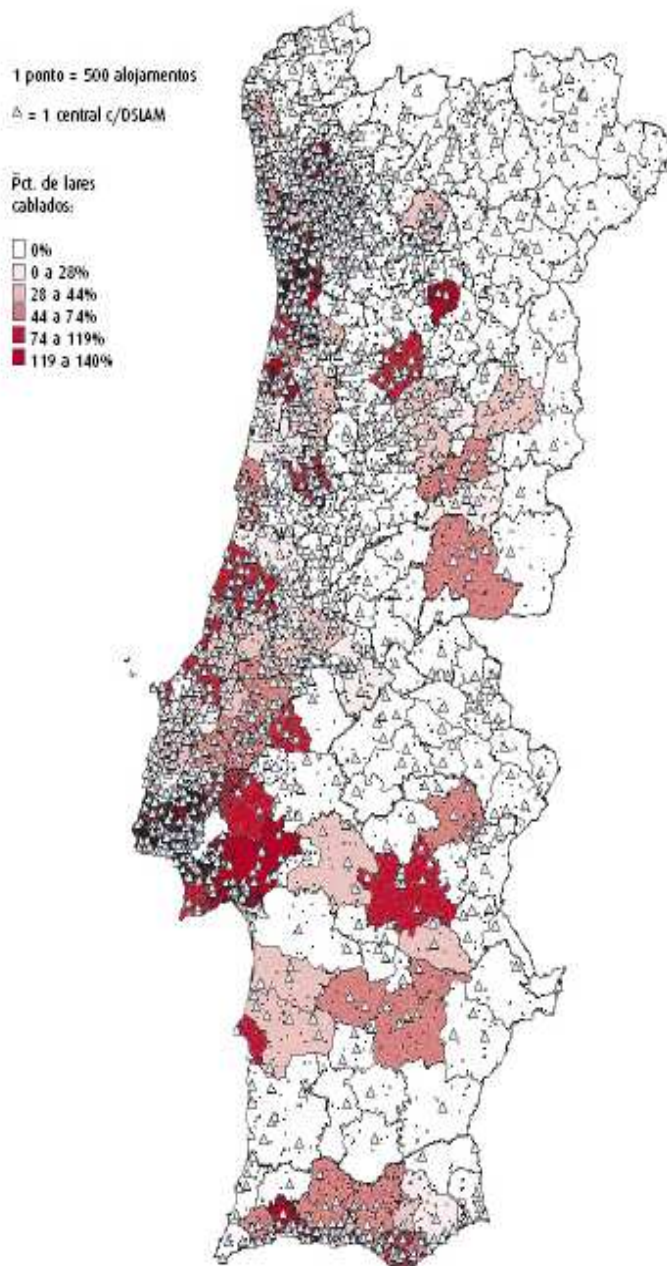 1 ponto = 500 alojamentos
△ = 1 central c/DSLAM
Pct. de lares
cablados:
0%
0 a 28%
28 a 44%
44 a 74%
74 a 119%
119 a 140%